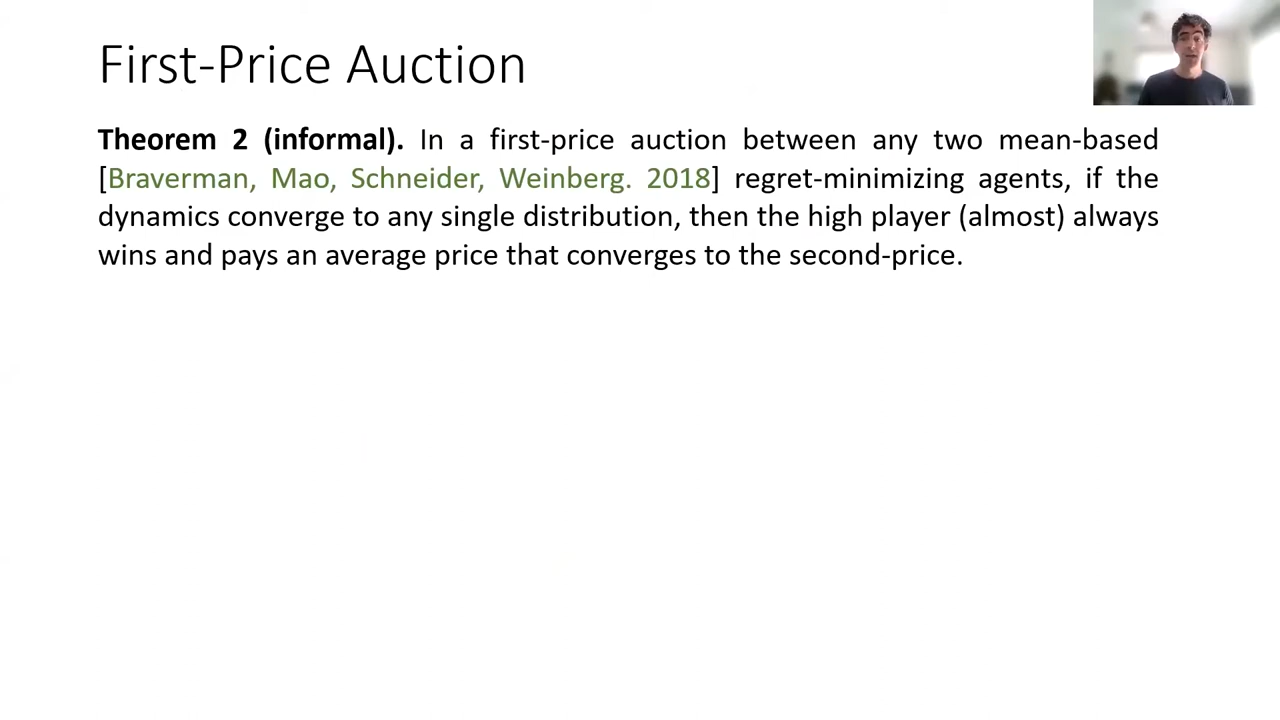 First-Price Auction
Theorem 2 (informal). In a first-price auction between any two mean-based
[Braverman, Mao, Schneider, Weinberg. 2018] regret-minimizing agents, if the
dynamics converge to any single distribution, then the high player (almost) always
wins and pays an average price that converges to the second-price.